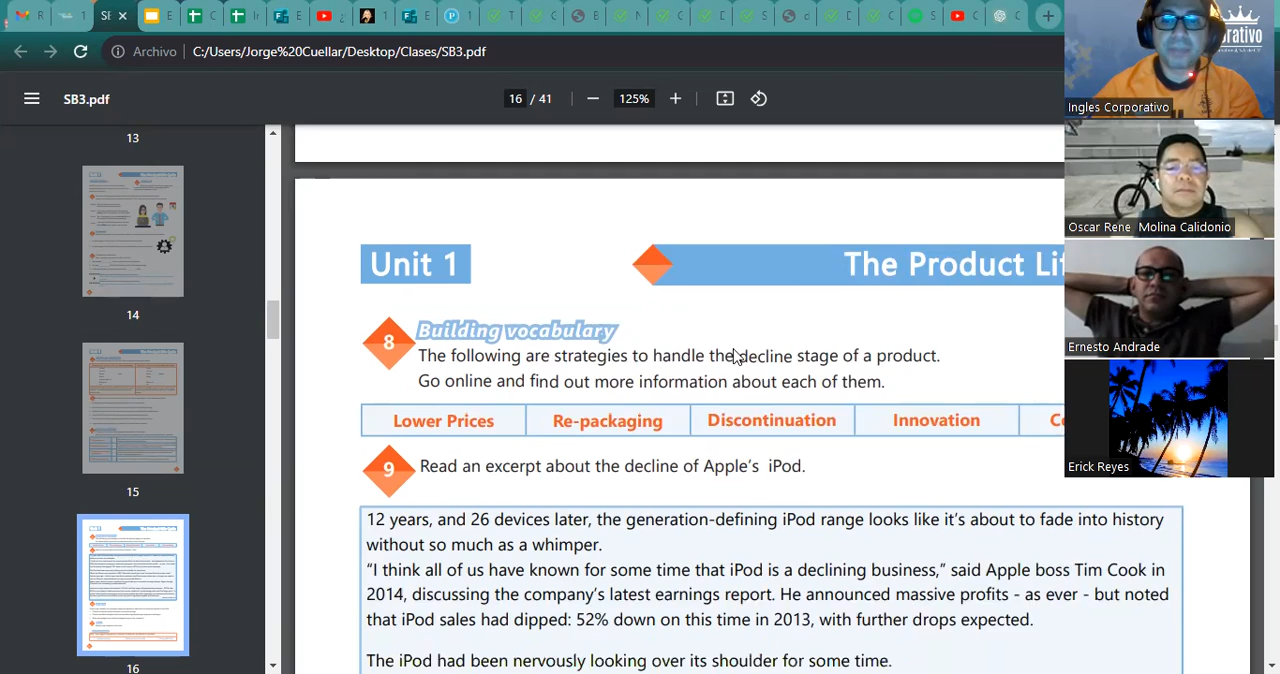 Archivo
C:/Users/Jorge%20Cuellar/Desktop/Clases/SB3.pdf
SB3.pdf
16 / 41
125%
13
14
15
16
Unit 1
The Product Li
8
Building vocabulary
The following are strategies to handle the decline stage of a product.
Go online and find out more information about each of them.
Lower Prices
Re-packaging
Discontinuation
Innovation
9
Read an excerpt about the decline of Apple's iPod.
12 years, and 26 devices later, the generation-defining iPod range looks like it's about to fade into history
without so much as a whimper.
“I think all of us have known for some time that iPod is a declining business,” said Apple boss Tim Cook in
2014, discussing the company's latest earnings report. He announced massive profits - as ever - but noted
that iPod sales had dipped: 52% down on this time in 2013, with further drops expected.
The iPod had been nervously looking over its shoulder for some time.
Ingles Corporativo
Oscar Rene Molina Calidonio
Ernesto Andrade
Erick Reyes